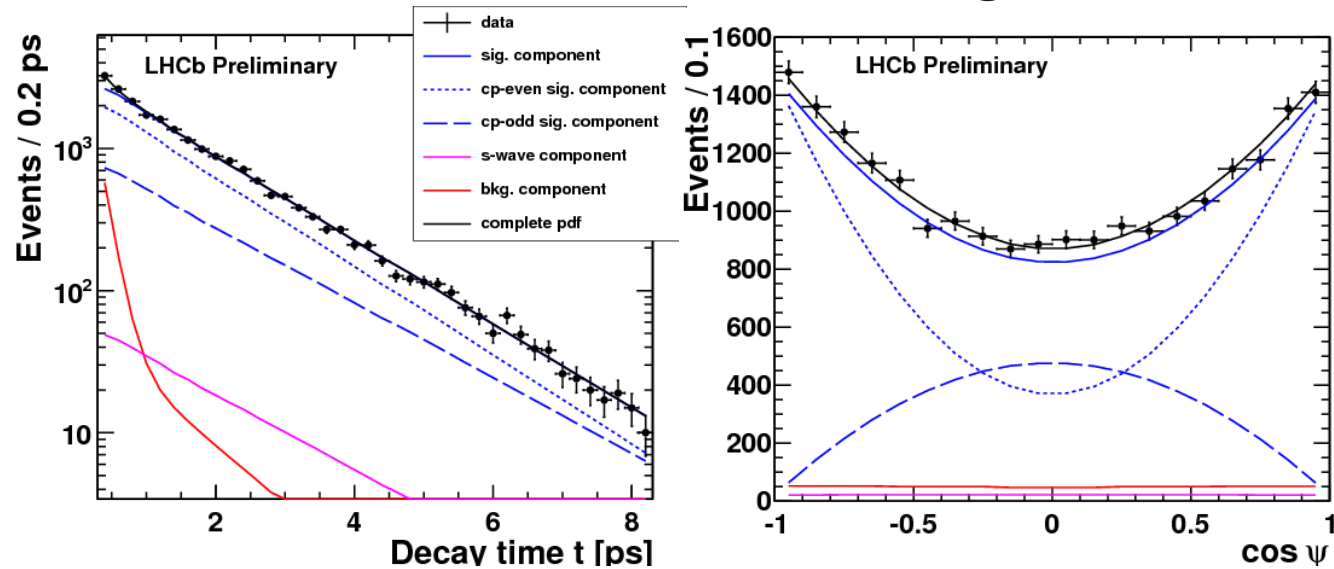 Events / 0.2 ps
LHCb Preliminary
10³
10²
10
2
4
6
8
Decay time t [ps]
data
sig. component
cp-even sig. component
cp-odd sig. component
s-wave component
bkg. component
complete pdf
Events / 0.1
LHCb Preliminary
1600
1400
1200
1000
800
600
400
200
0
-1
-0.5
0
0.5
1
cos ψ